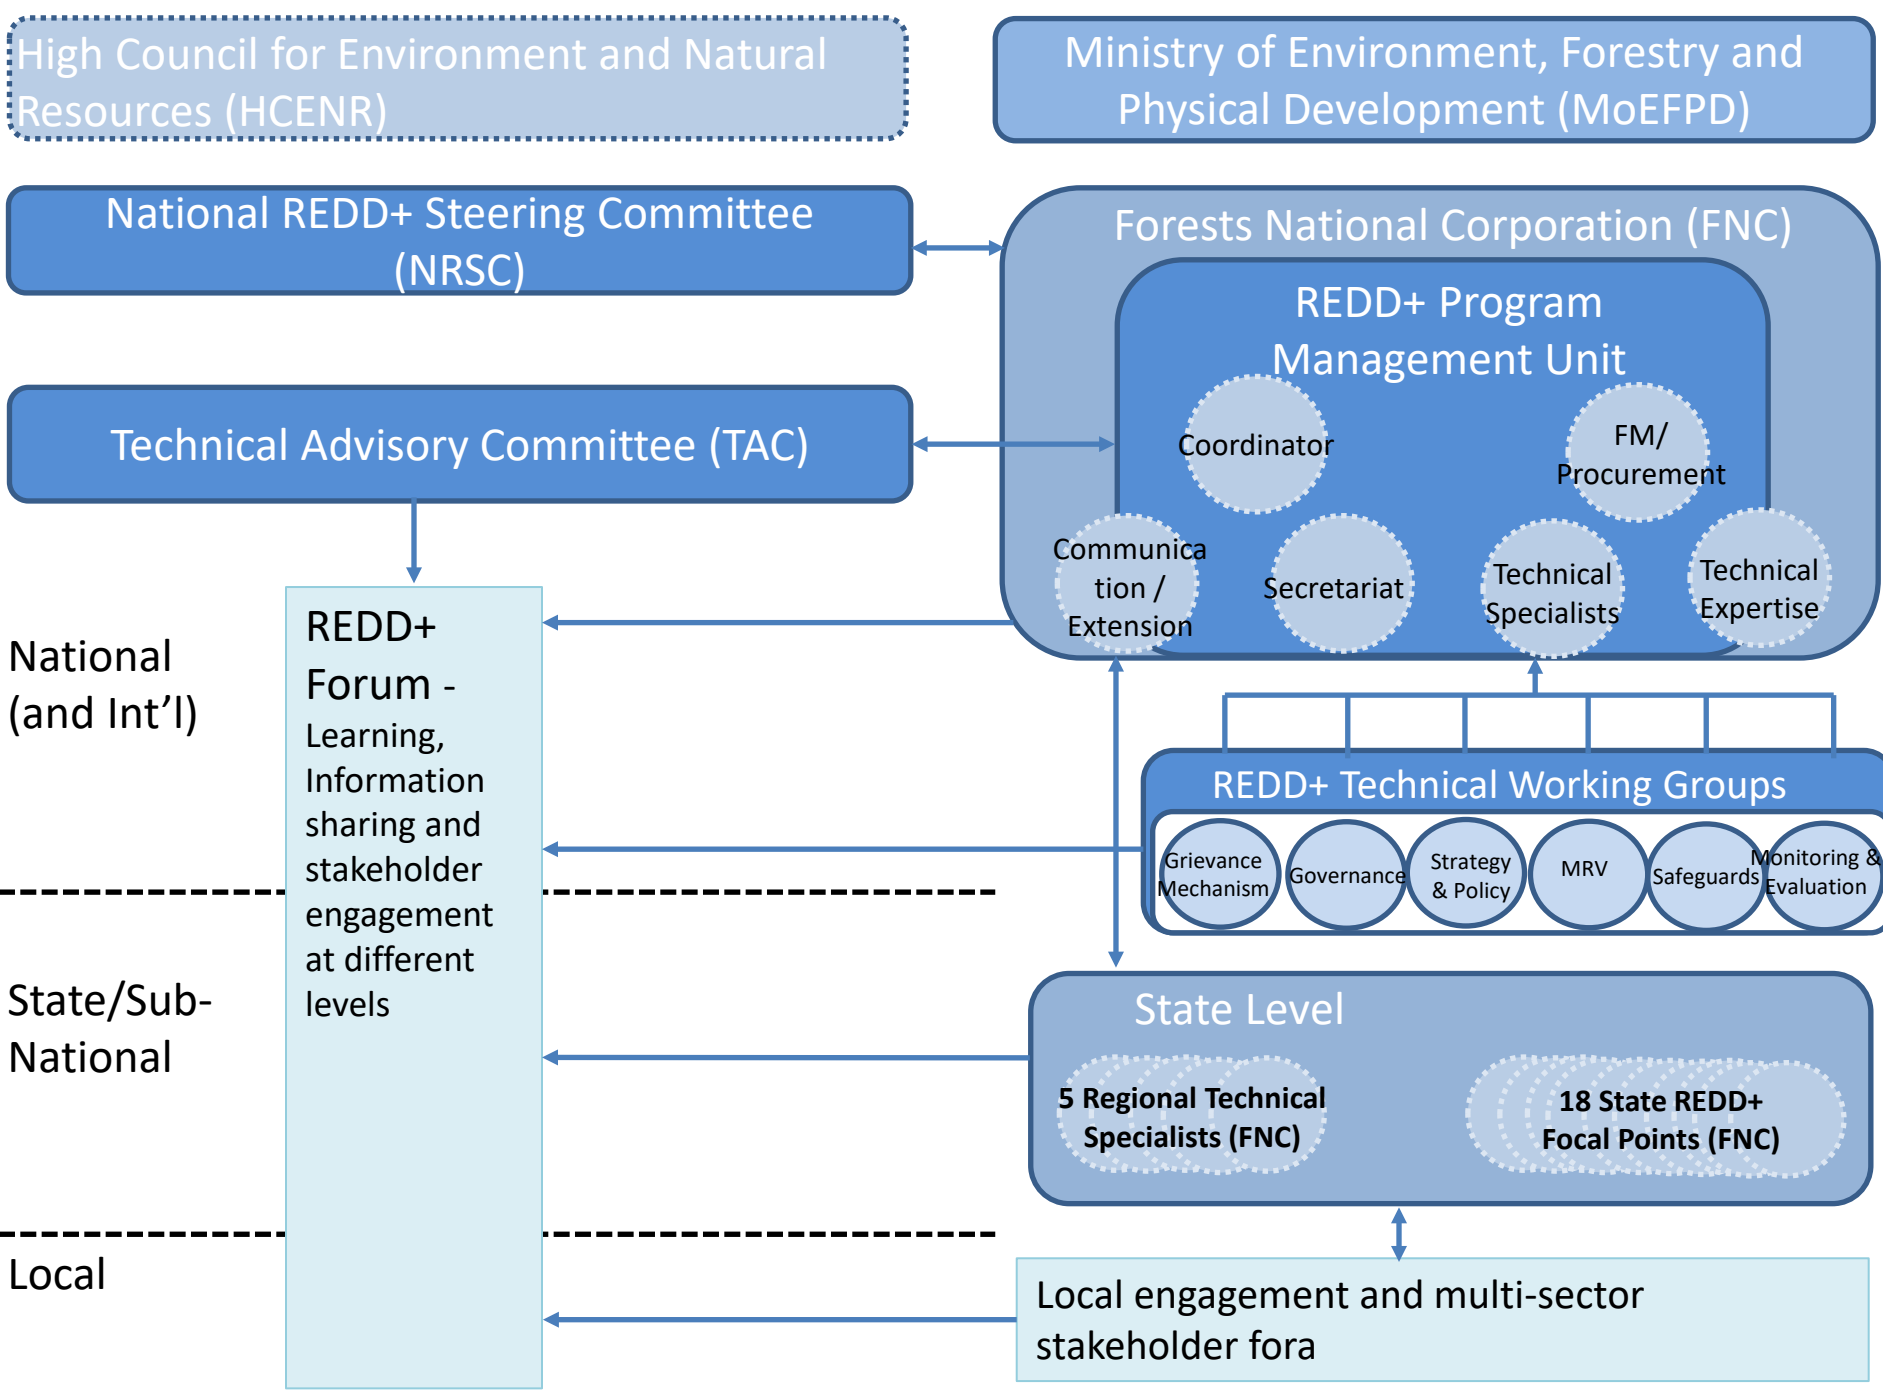 High Council for Environment and Natural
Resources (HCENR)
Ministry of Environment, Forestry and
Physical Development (MoEFPD)
National REDD+ Steering Committee
(NRSC)
Forests National Corporation (FNC)
REDD+ Program
Management Unit
Technical Advisory Committee (TAC)
Coordinator
FM/
Procurement
Communica
tion /
Extension
Secretariat
Technical
Specialists
Technical
Expertise
National
(and Int’l)
REDD+
Forum -
Learning,
Information
sharing and
stakeholder
engagement
at different
levels
REDD+ Technical Working Groups
Grievance
Mechanism
Governance
Strategy
& Policy
MRV
Safeguards
Monitoring &
Evaluation
State/Sub-
National
State Level
5 Regional Technical
Specialists (FNC)
18 State REDD+
Focal Points (FNC)
Local
Local engagement and multi-sector
stakeholder fora